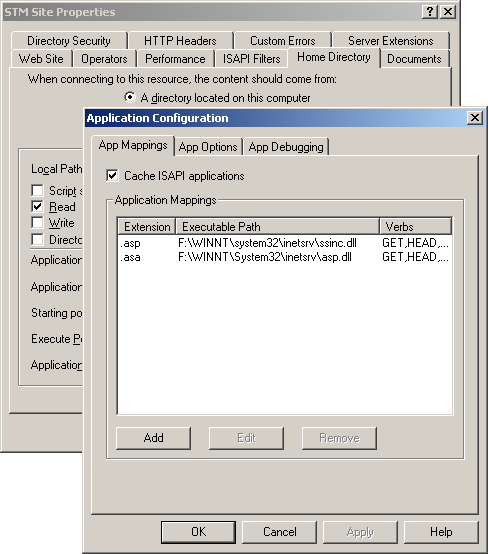 STM Site Properties
Directory Security HTTP Headers Custom Errors Server Extensions
Web Site Operators Performance ISAPI Filters Home Directory Documents
When connecting to this resource, the content should come from:
A directory located on this computer
Application Configuration
App Mappings App Options App Debugging
Cache ISAPI applications
Application Mappings
Extension Executable Path Verbs
.asp F:\WINNT\system32\inetsrv\ssinc.dll GET,HEAD,...
.asa F:\WINNT\System32\inetsrv\asp.dll GET,HEAD,...
Add Edit Remove
OK Cancel Apply Help
Local Path
Script s
Read
Write
Directo
Application
Application
Starting po
Execute Pe
Application